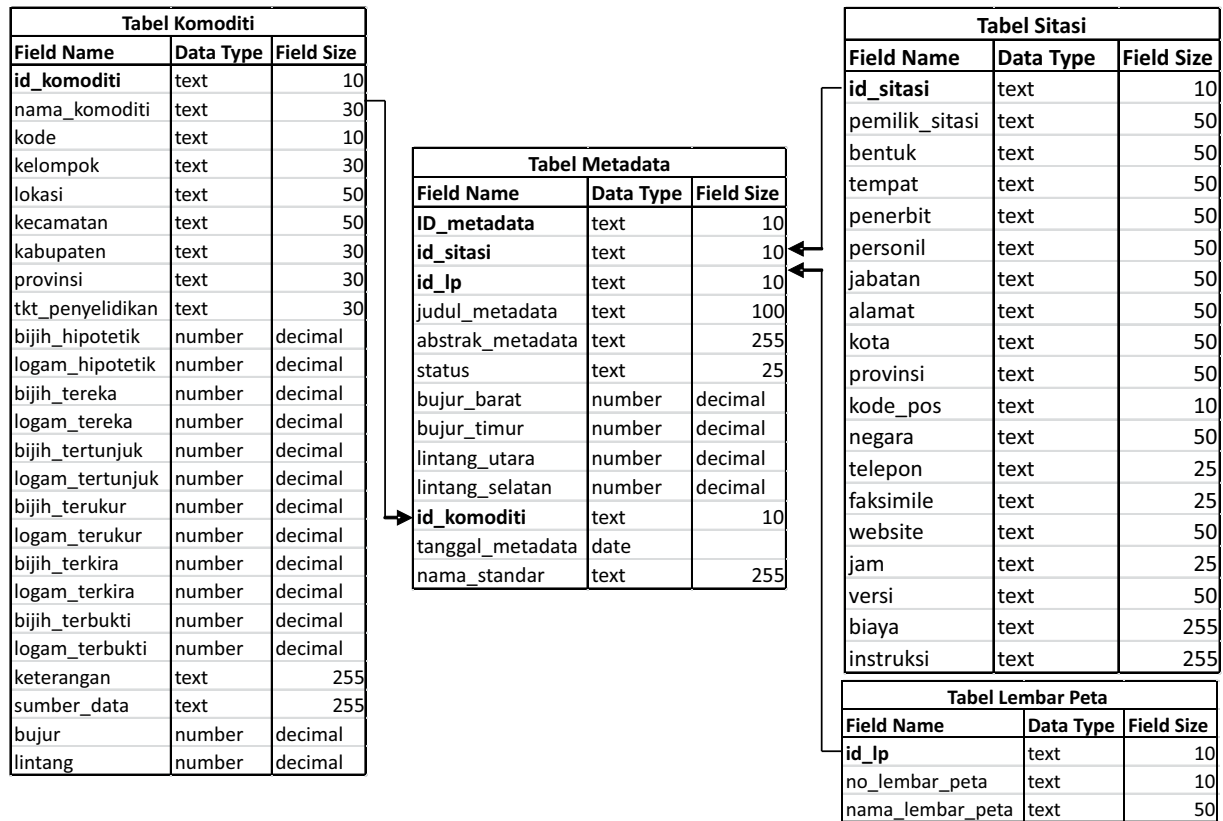 Tabel Komoditi
Field Name Data Type Field Size
id_komoditi text 10
nama_komoditi text 30
kode text 10
kelompok text 30
lokasi text 50
kecamatan text 50
kabupaten text 30
provinsi text 30
tkt_penyelidikan text 30
bijih_hipotetik number decimal
logam_hipotetik number decimal
bijih_tereka number decimal
logam_tereka number decimal
bijih_tertunjuk number decimal
logam_tertunjuk number decimal
bijih_terukur number decimal
logam_terukur number decimal
bijih_terkira number decimal
logam_terkira number decimal
bijih_terbukti number decimal
logam_terbukti number decimal
keterangan text 255
sumber_data text 255
bujur number decimal
lintang number decimal
Tabel Metadata
Field Name Data Type Field Size
ID_metadata text 10
id_sitasi text 10
id_lp text 10
judul_metadata text 100
abstrak_metadata text 255
status text 25
bujur_barat number decimal
bujur_timur number decimal
lintang_utara number decimal
lintang_selatan number decimal
id_komoditi text 10
tanggal_metadata date
nama_standar text 255
Tabel Sitasi
Field Name Data Type Field Size
id_sitasi text 10
pemilik_sitasi text 50
bentuk text 50
tempat text 50
penerbit text 50
personil text 50
jabatan text 50
alamat text 50
kota text 50
provinsi text 50
kode_pos text 10
negara text 50
telepon text 25
faksimile text 25
website text 50
jam text 25
versi text 50
biaya text 255
instruksi text 255
Tabel Lembar Peta
Field Name Data Type Field Size
id_lp text 10
no_lembar_peta text 10
nama_lembar_peta text 50